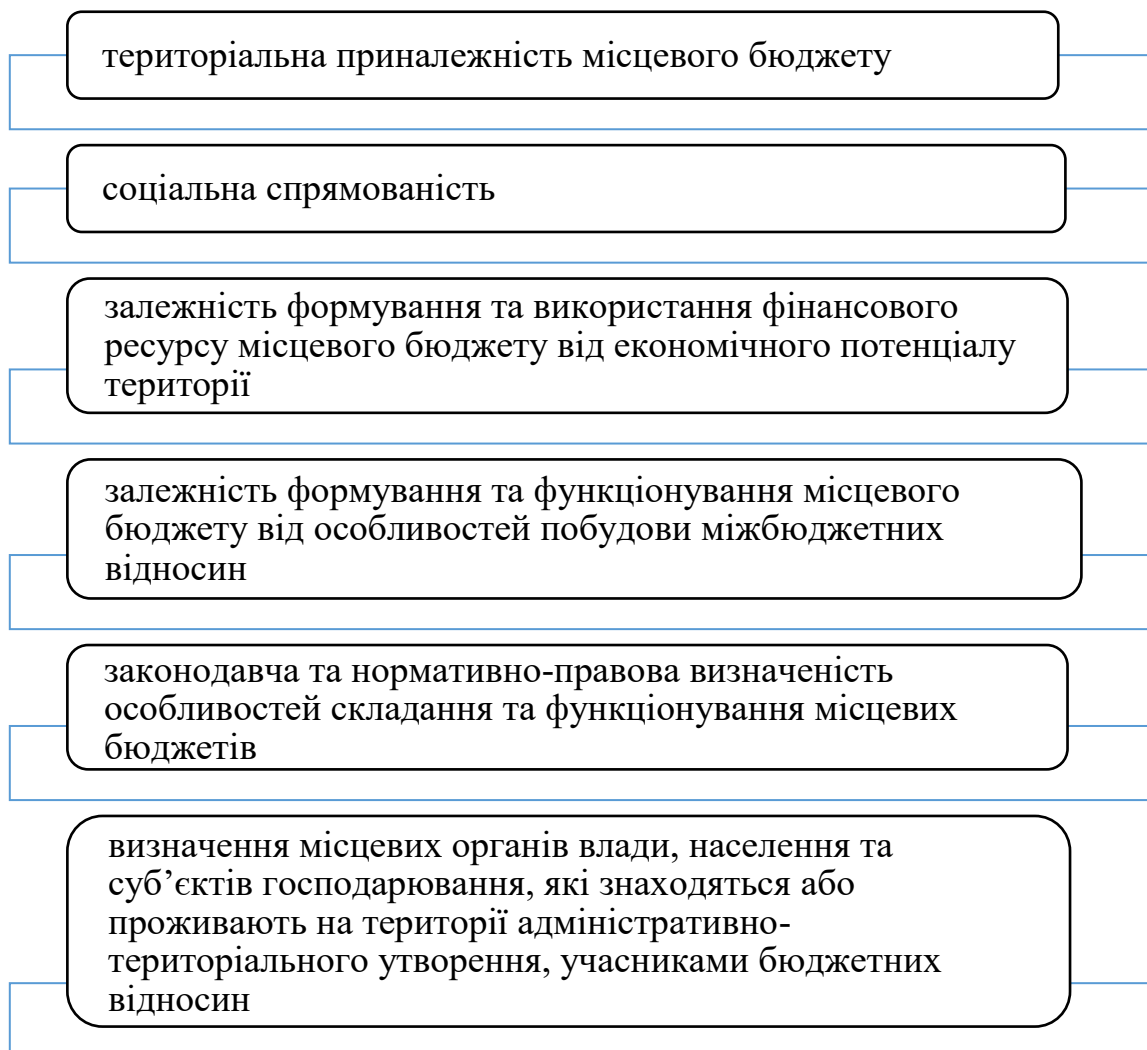 територіальна приналежність місцевого бюджету
соціальна спрямованість
залежність формування та використання фінансового
ресурсу місцевого бюджету від економічного потенціалу
території
залежність формування та функціонування місцевого
бюджету від особливостей побудови міжбюджетних
відносин
законодавча та нормативно-правова визначеність
особливостей складання та функціонування місцевих
бюджетів
визначення місцевих органів влади, населення та
суб’єктів господарювання, які знаходяться або
проживають на території адміністративно-
територіального утворення, учасниками бюджетних
відносин